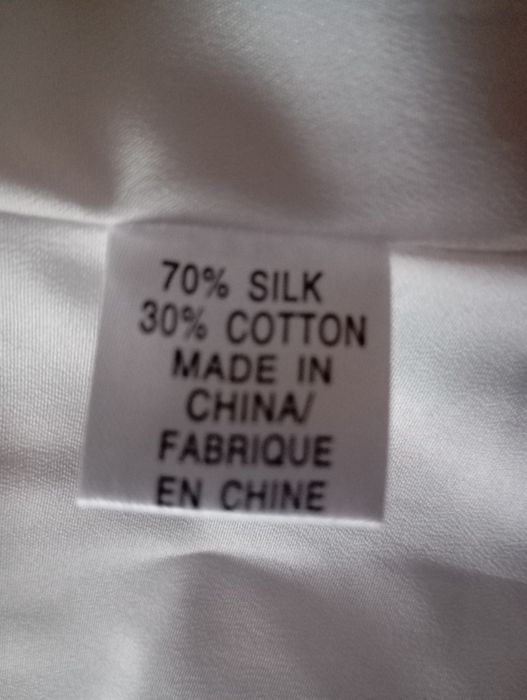 70% SILK
30% COTTON
MADE IN
CHINA/
FABRIQUE
EN CHINE